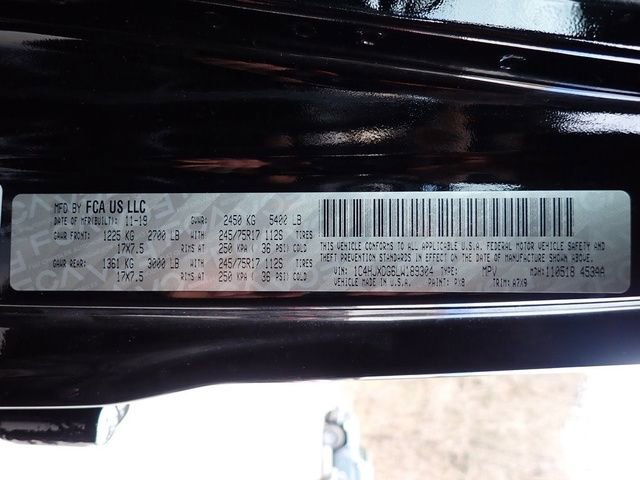 MFD BY FCA US LLC
DATE OF MFR(BUILT): 11-19 GVWR: 2450 KG 5400 LB
GAWR FRONT: 1225 KG 2700 LB WITH 245/75R17 112S TIRES
17X7.5 RIMS AT 250 KPA ( 36 PSI) COLD
GAWR REAR: 1361 KG 3000 LB WITH 245/75R17 112S TIRES
17X7.5 RIMS AT 250 KPA ( 36 PSI) COLD
THIS VEHICLE CONFORMS TO ALL APPLICABLE U.S.A. FEDERAL MOTOR VEHICLE SAFETY AND
THEFT PREVENTION STANDARDS IN EFFECT ON THE DATE OF MANUFACTURE SHOWN ABOVE.
VIN: 1C4HJXDG8LW189304 TYPE: MPV MDH: 110518 453AA
VEHICLE MADE IN U.S.A. PAINT: PX8 TRIM: A7X9